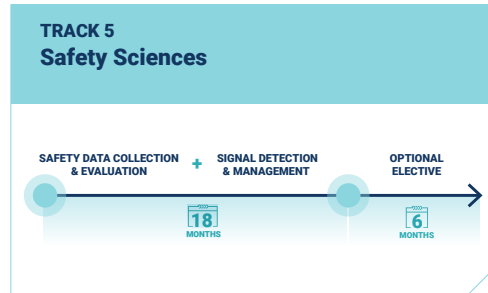 TRACK 5
Safety Sciences
SAFETY DATA COLLECTION
& EVALUATION
+
SIGNAL DETECTION
& MANAGEMENT
OPTIONAL
ELECTIVE
18
MONTHS
6
MONTHS